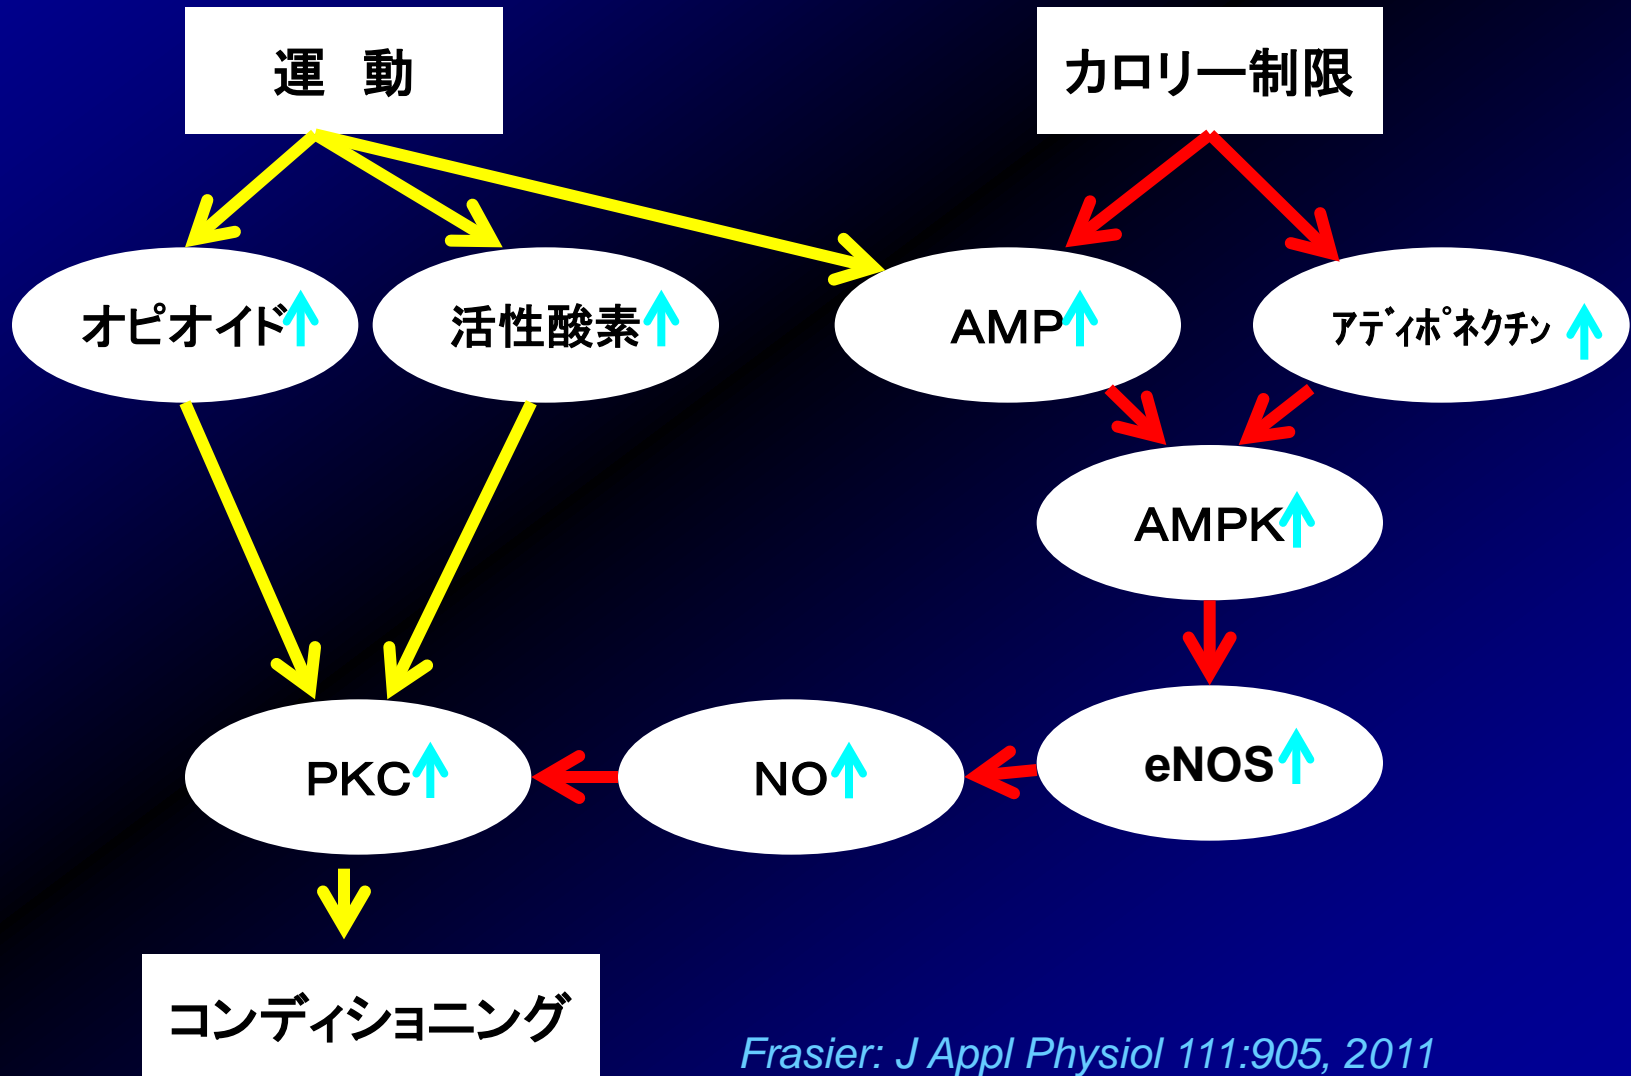 運　動
カロリー制限
オピオイド↑
活性酸素↑
AMP↑
ｱﾃﾞｨﾎﾟﾈｸﾁﾝ↑
AMPK↑
PKC↑
NO↑
eNOS↑
コンディショニング
Frasier: J Appl Physiol 111:905, 2011